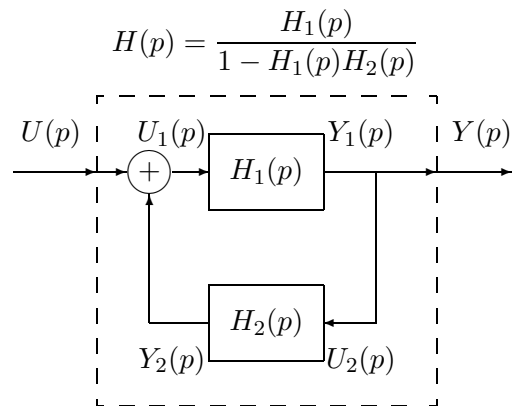 H(p) = H₁(p) / (1 − H₁(p)H₂(p))
U(p) U₁(p) Y₁(p) Y(p)
+ H₁(p)
H₂(p)
Y₂(p) U₂(p)